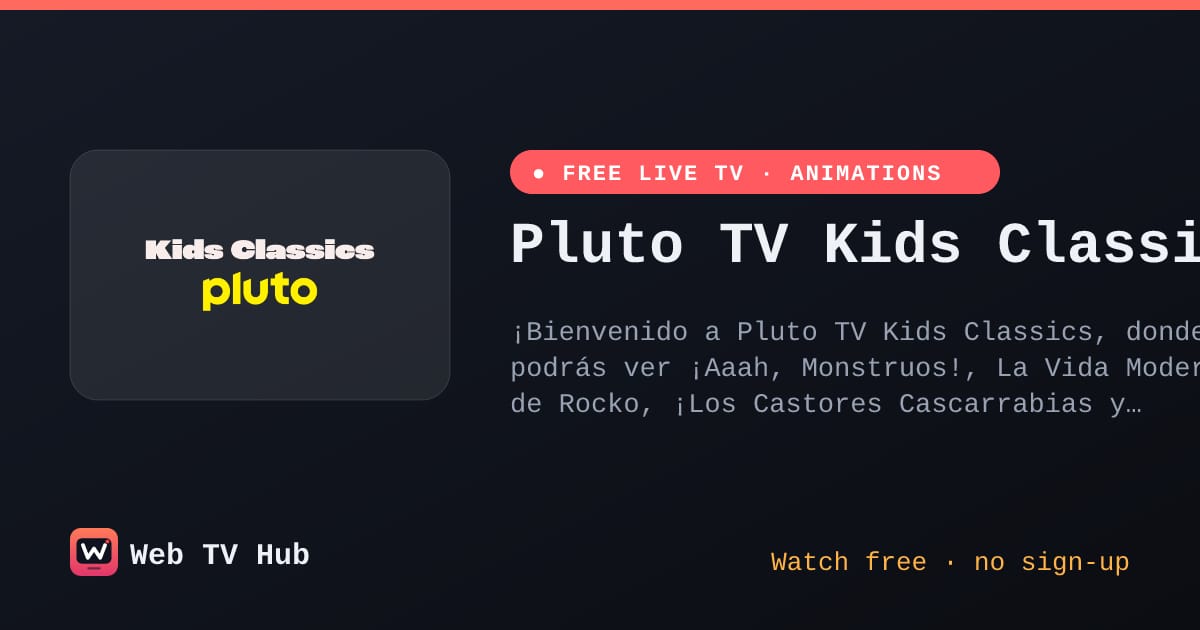 Kids Classics
pluto
● FREE LIVE TV · ANIMATIONS
Pluto TV Kids Classi
¡Bienvenido a Pluto TV Kids Classics, donde
podrás ver ¡Aaah, Monstruos!, La Vida Moder
de Rocko, ¡Los Castores Cascarrabias y…
Web TV Hub
Watch free · no sign-up